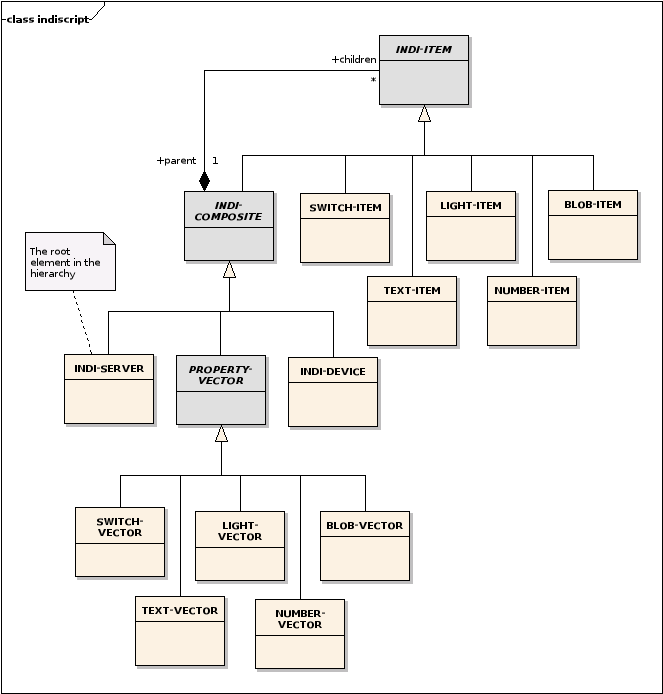 class indiscript
INDI-ITEM
+children
*
+parent 1
INDI-
COMPOSITE
SWITCH-ITEM
LIGHT-ITEM
BLOB-ITEM
The root
element in the
hierarchy
TEXT-ITEM
NUMBER-ITEM
INDI-SERVER
PROPERTY-
VECTOR
INDI-DEVICE
SWITCH-
VECTOR
LIGHT-
VECTOR
BLOB-VECTOR
TEXT-VECTOR
NUMBER-
VECTOR